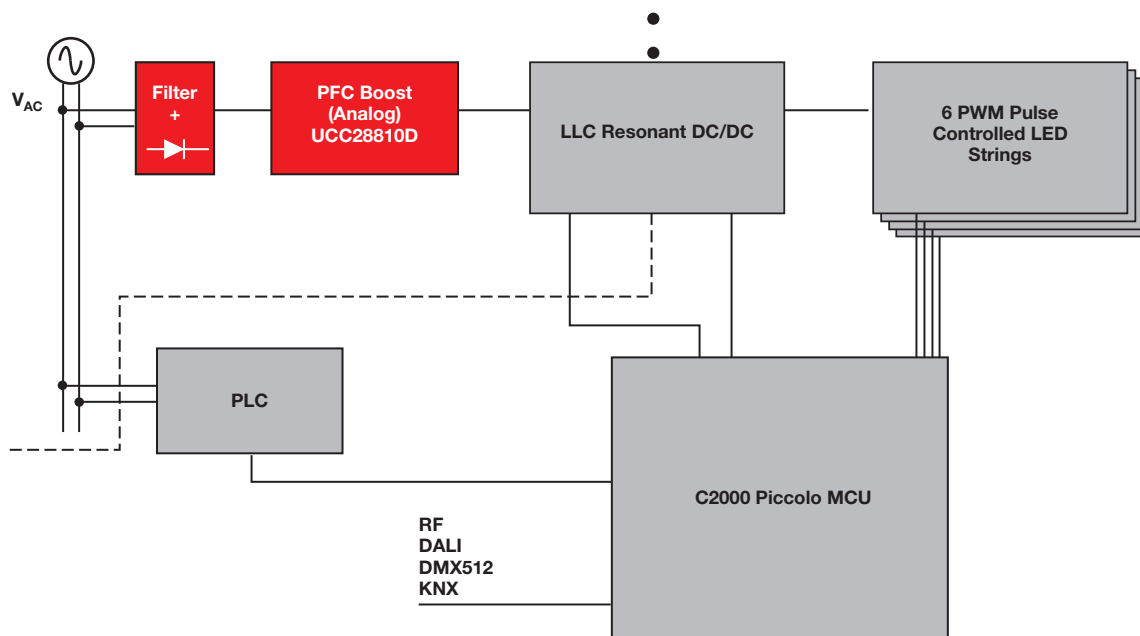 V_AC
Filter
+
PFC Boost
(Analog)
UCC28810D
LLC Resonant DC/DC
6 PWM Pulse
Controlled LED
Strings
PLC
C2000 Piccolo MCU
RF
DALI
DMX512
KNX